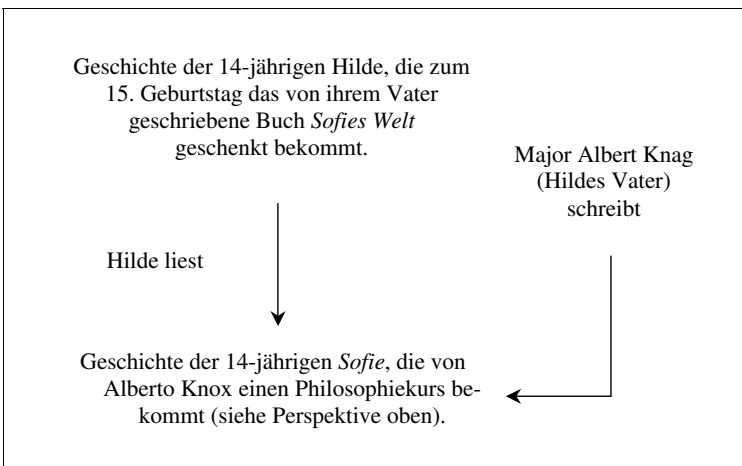 Geschichte der 14-jährigen Hilde, die zum
15. Geburtstag das von ihrem Vater
geschriebene Buch Sofies Welt
geschenkt bekommt.
Major Albert Knag
(Hildes Vater)
schreibt
Hilde liest
Geschichte der 14-jährigen Sofie, die von
Alberto Knox einen Philosophiekurs be-
kommt (siehe Perspektive oben).